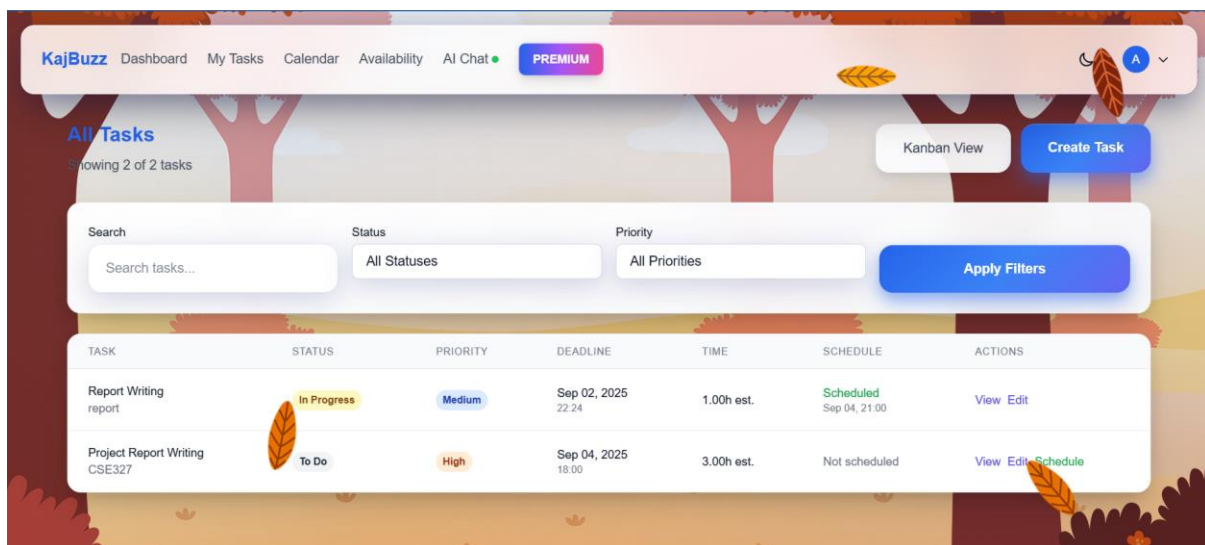 KajBuzz Dashboard My Tasks Calendar Availability AI Chat PREMIUM A
All Tasks
Showing 2 of 2 tasks
Kanban View Create Task
Search Status Priority
Search tasks... All Statuses All Priorities Apply Filters
TASK STATUS PRIORITY DEADLINE TIME SCHEDULE ACTIONS
Report Writing In Progress Medium Sep 02, 2025 1.00h est. Scheduled View Edit
report 22:24 Sep 04, 21:00
Project Report Writing To Do High Sep 04, 2025 3.00h est. Not scheduled View Edit Schedule
CSE327 18:00